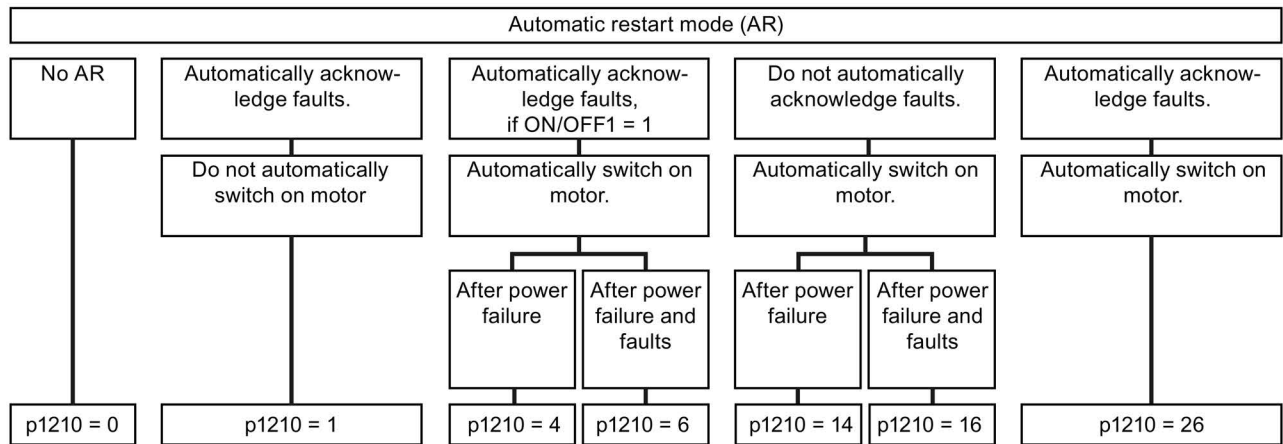 Automatic restart mode (AR)
No AR
Automatically acknow-
ledge faults.
Automatically acknow-
ledge faults,
if ON/OFF1 = 1
Do not automatically
acknowledge faults.
Automatically acknow-
ledge faults.
Do not automatically
switch on motor
Automatically switch on
motor.
Automatically switch on
motor.
Automatically switch on
motor.
After power
failure
After power
failure and
faults
After power
failure
After power
failure and
faults
p1210 = 0
p1210 = 1
p1210 = 4
p1210 = 6
p1210 = 14
p1210 = 16
p1210 = 26